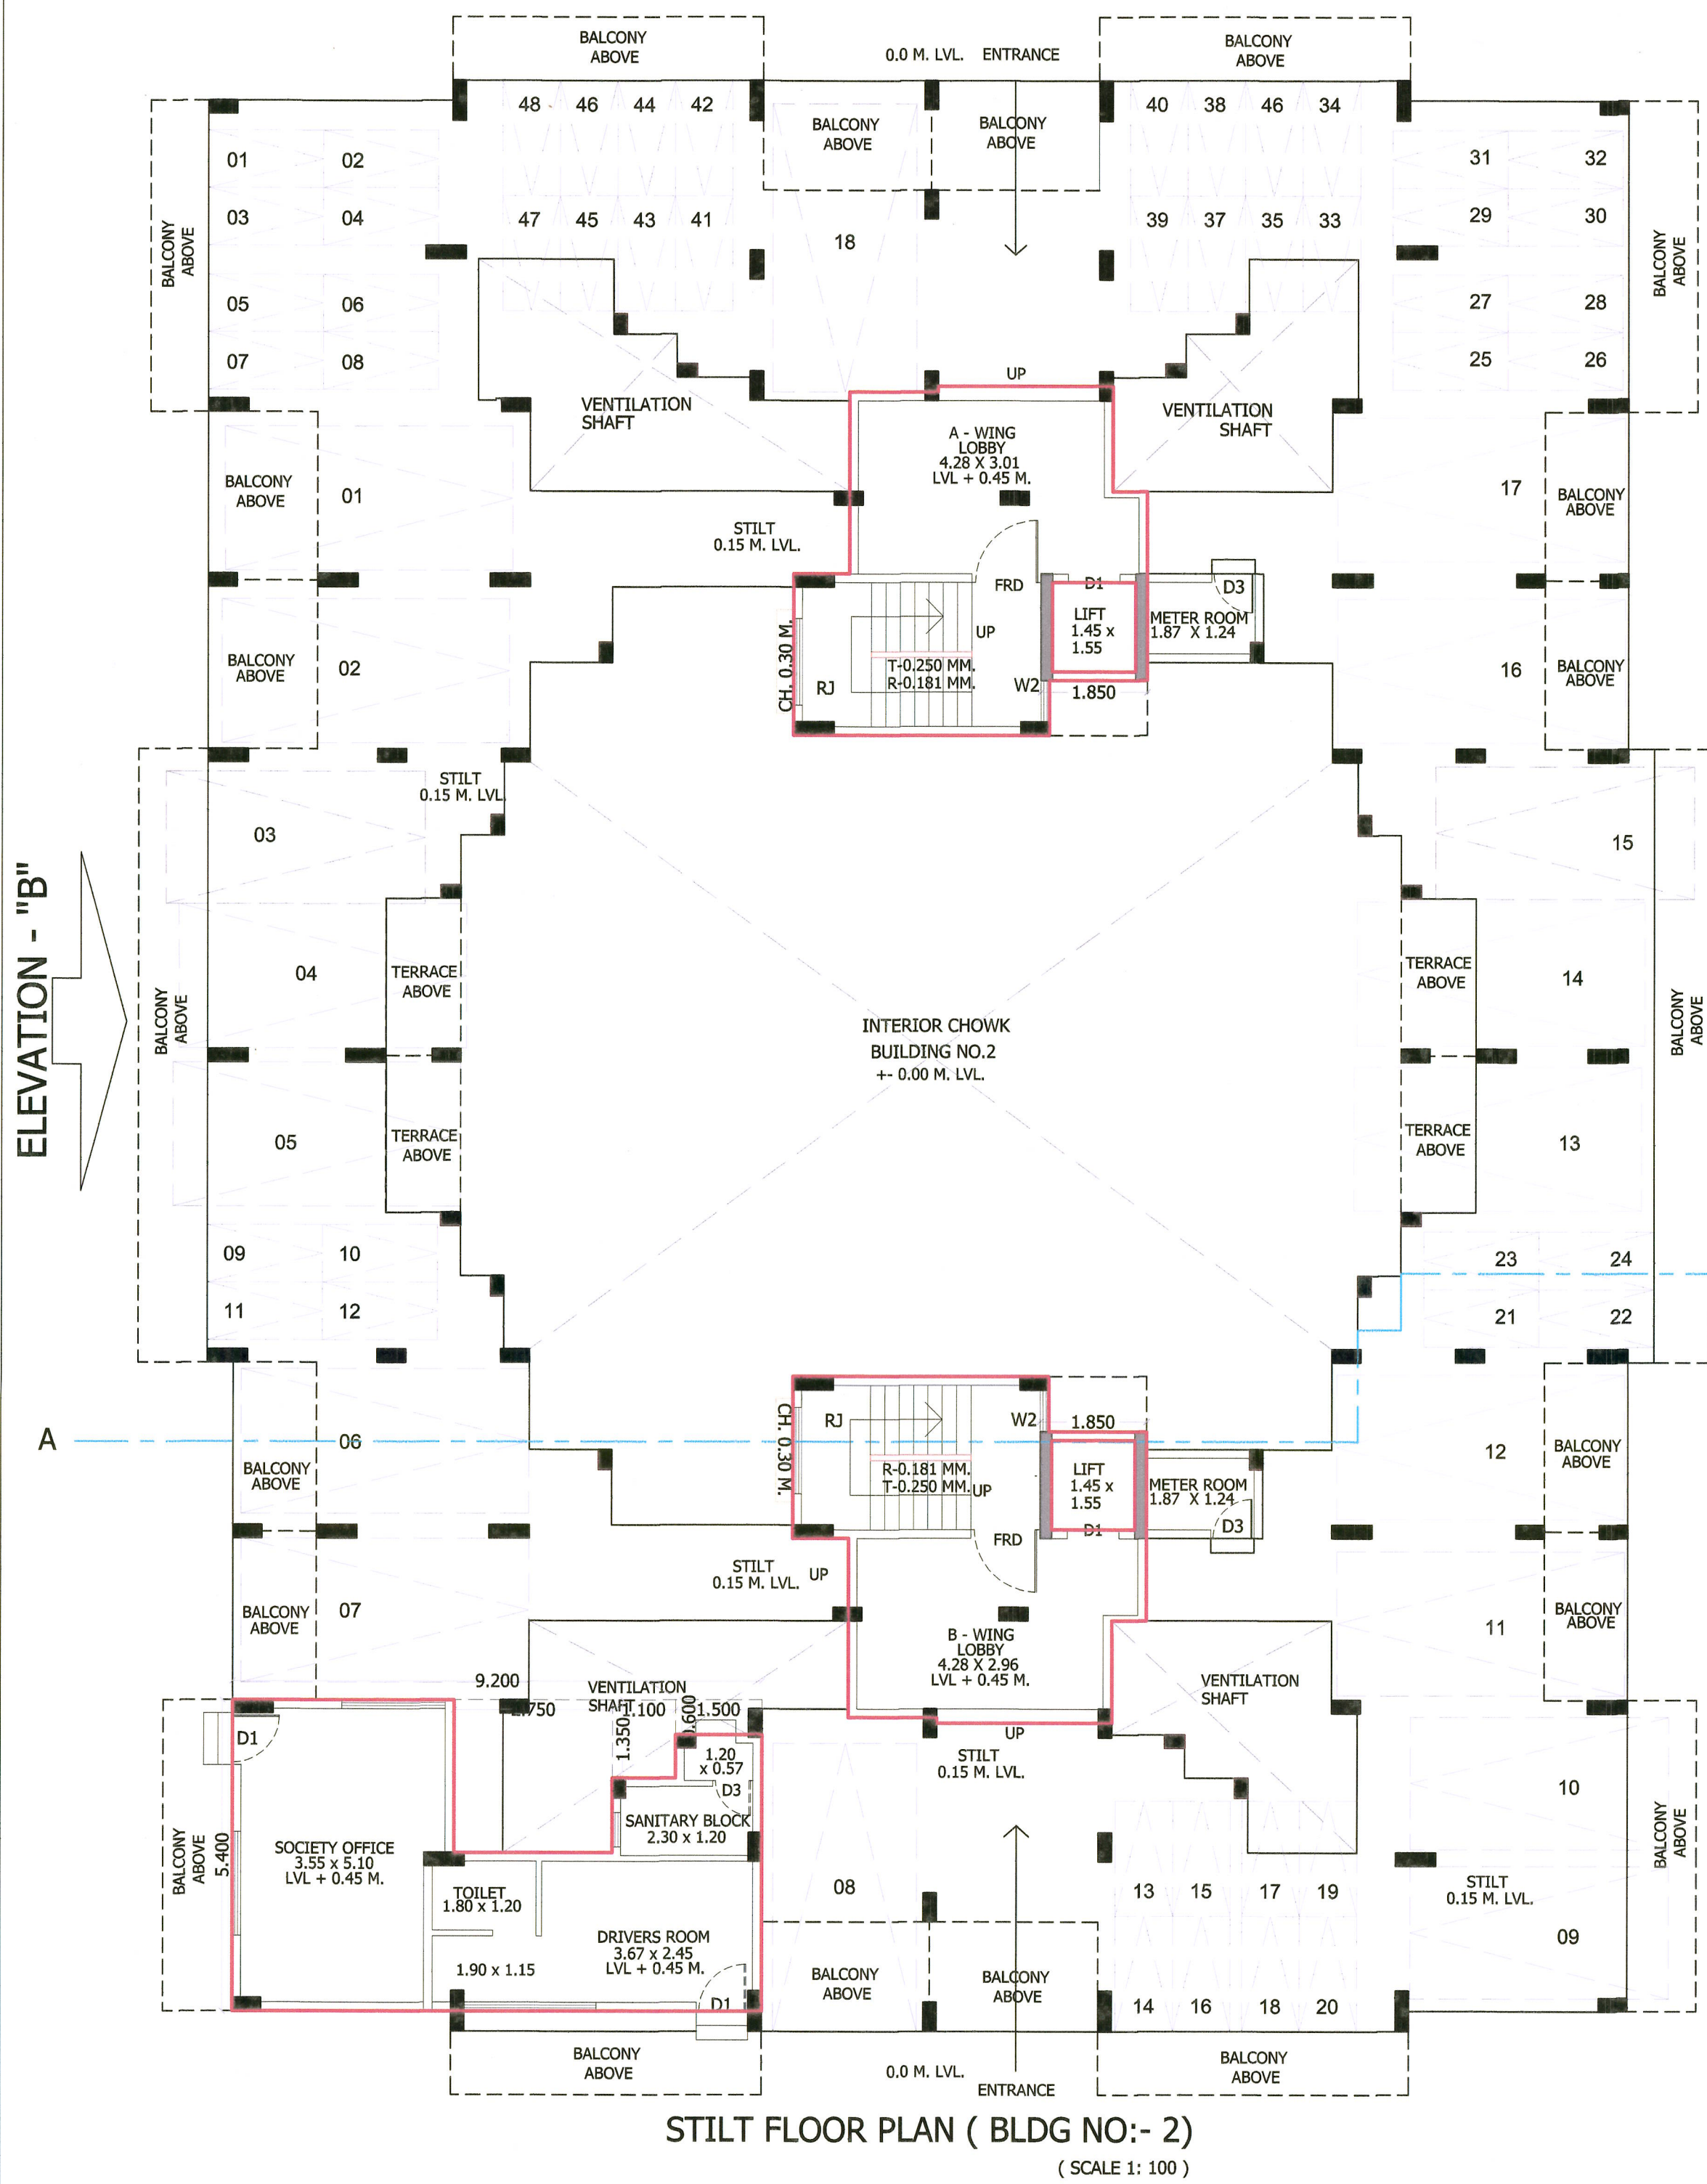 BALCONY
ABOVE
0.0 M. LVL. ENTRANCE
BALCONY
ABOVE
48 46 44 42
BALCONY
ABOVE
BALCONY
ABOVE
40 38 46 34
01 02
31 32
03 04
47 45 43 41
18
39 37 35 33
29 30
BALCONY
ABOVE
BALCONY
ABOVE
05 06
27 28
07 08
25 26
UP
VENTILATION
SHAFT
VENTILATION
SHAFT
A - WING
LOBBY
4.28 X 3.01
LVL + 0.45 M.
BALCONY
ABOVE
01
17
BALCONY
ABOVE
STILT
0.15 M. LVL.
FRD
D1
D3
LIFT
1.45 x
1.55
METER ROOM
1.87 X 1.24
UP
CH. 0.30 M.
T-0.250 MM.
R-0.181 MM.
RJ
W2
1.850
BALCONY
ABOVE
02
16
BALCONY
ABOVE
STILT
0.15 M. LVL.
03
15
ELEVATION - "B"
BALCONY
ABOVE
04
TERRACE
ABOVE
TERRACE
ABOVE
14
BALCONY
ABOVE
INTERIOR CHOWK
BUILDING NO.2
+- 0.00 M. LVL.
05
TERRACE
ABOVE
TERRACE
ABOVE
13
09 10
23 24
11 12
21 22
A
06
BALCONY
ABOVE
CH. 0.30 M.
RJ
W2
1.850
R-0.181 MM.
T-0.250 MM.
UP
LIFT
1.45 x
1.55
METER ROOM
1.87 X 1.24
12
BALCONY
ABOVE
D1
D3
FRD
STILT
0.15 M. LVL.
UP
BALCONY
ABOVE
07
11
BALCONY
ABOVE
B - WING
LOBBY
4.28 X 2.96
LVL + 0.45 M.
9.200
VENTILATION
SHAFT
VENTILATION
SHAFT
2.750
1.350
1.100
0.600
1.500
UP
STILT
0.15 M. LVL.
D1
1.20
x 0.57
D3
SANITARY BLOCK
2.30 x 1.20
10
BALCONY
ABOVE
5.400
SOCIETY OFFICE
3.55 x 5.10
LVL + 0.45 M.
BALCONY
ABOVE
TOILET
1.80 x 1.20
08
13 15 17 19
STILT
0.15 M. LVL.
DRIVERS ROOM
3.67 x 2.45
LVL + 0.45 M.
09
1.90 x 1.15
D1
BALCONY
ABOVE
BALCONY
ABOVE
14 16 18 20
BALCONY
ABOVE
0.0 M. LVL.
ENTRANCE
BALCONY
ABOVE
STILT FLOOR PLAN ( BLDG NO:- 2)
( SCALE 1: 100 )